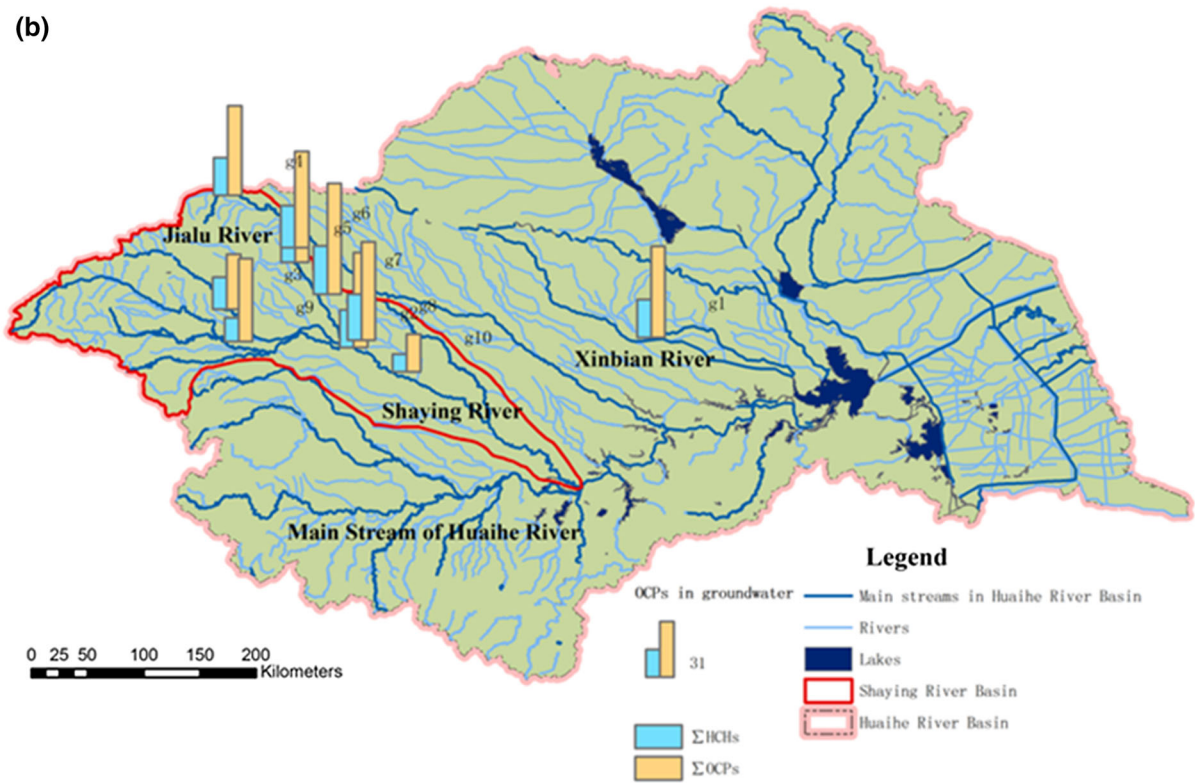 (b)
g4
g6
Jialu River
g5
g7
g3
g9
g2
g8
g1
g10
Xinbian River
Shaying River
Main Stream of Huaihe River
Legend
OCPs in groundwater
Main streams in Huaihe River Basin
Rivers
31
Lakes
Shaying River Basin
Huaihe River Basin
ΣHCHs
ΣOCPs
0 25 50 100 150 200
Kilometers